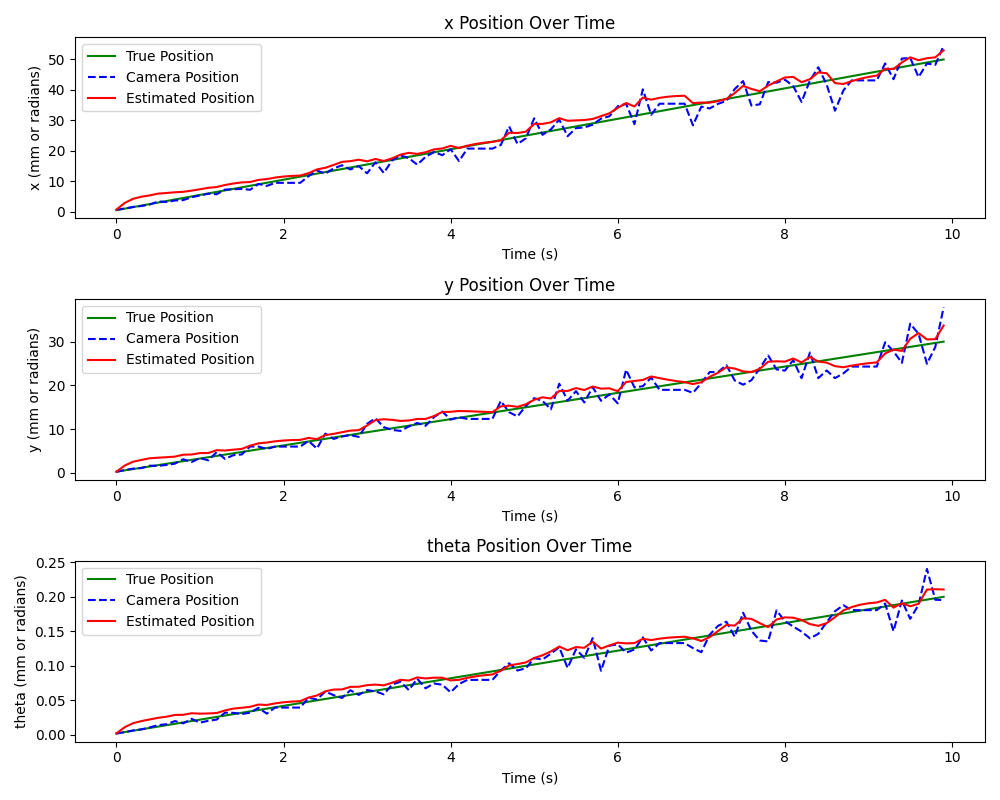 x Position Over Time
True Position
Camera Position
Estimated Position
x (mm or radians)
50
40
30
20
10
0
0 2 4 6 8 10
Time (s)
y Position Over Time
True Position
Camera Position
Estimated Position
y (mm or radians)
30
20
10
0
0 2 4 6 8 10
Time (s)
theta Position Over Time
True Position
Camera Position
Estimated Position
theta (mm or radians)
0.25
0.20
0.15
0.10
0.05
0.00
0 2 4 6 8 10
Time (s)